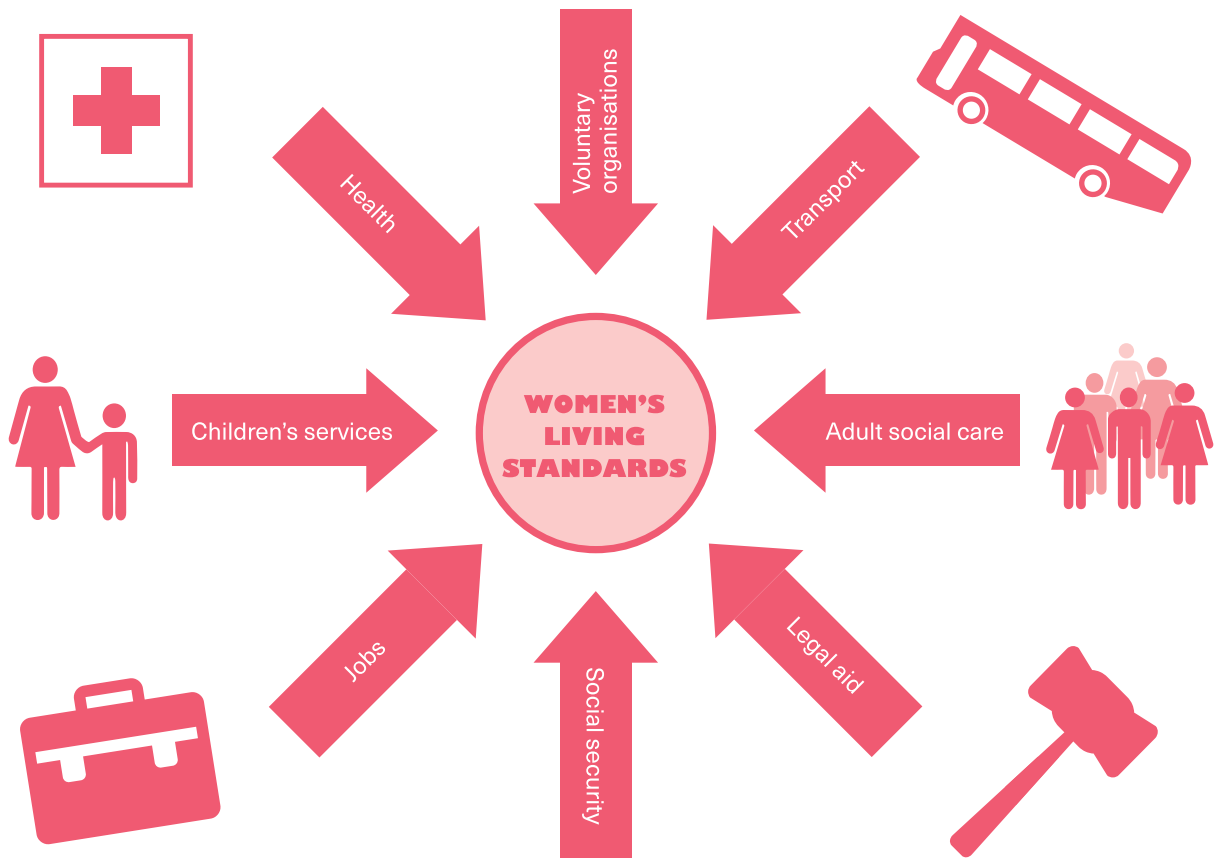 Voluntary
organisations
Health
Transport
Children’s services
WOMEN’S
LIVING
STANDARDS
Adult social care
Jobs
Social security
Legal aid